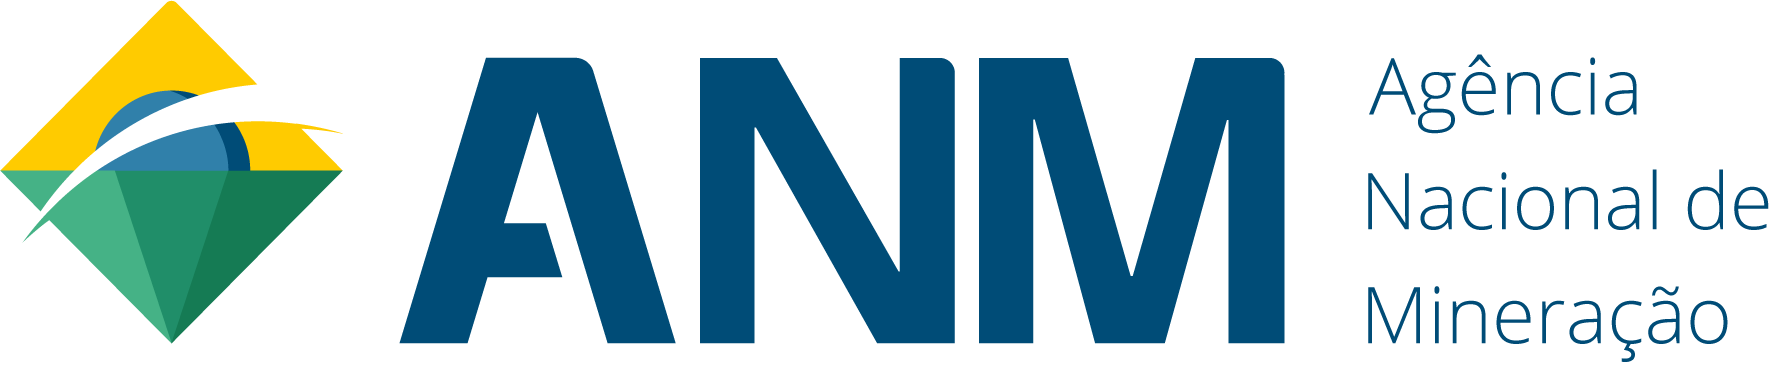 ANM
Agência
Nacional de
Mineração